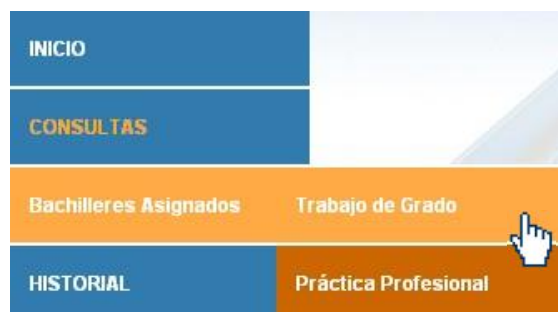 INICIO
CONSULTAS
Bachilleres Asignados Trabajo de Grado
HISTORIAL Práctica Profesional